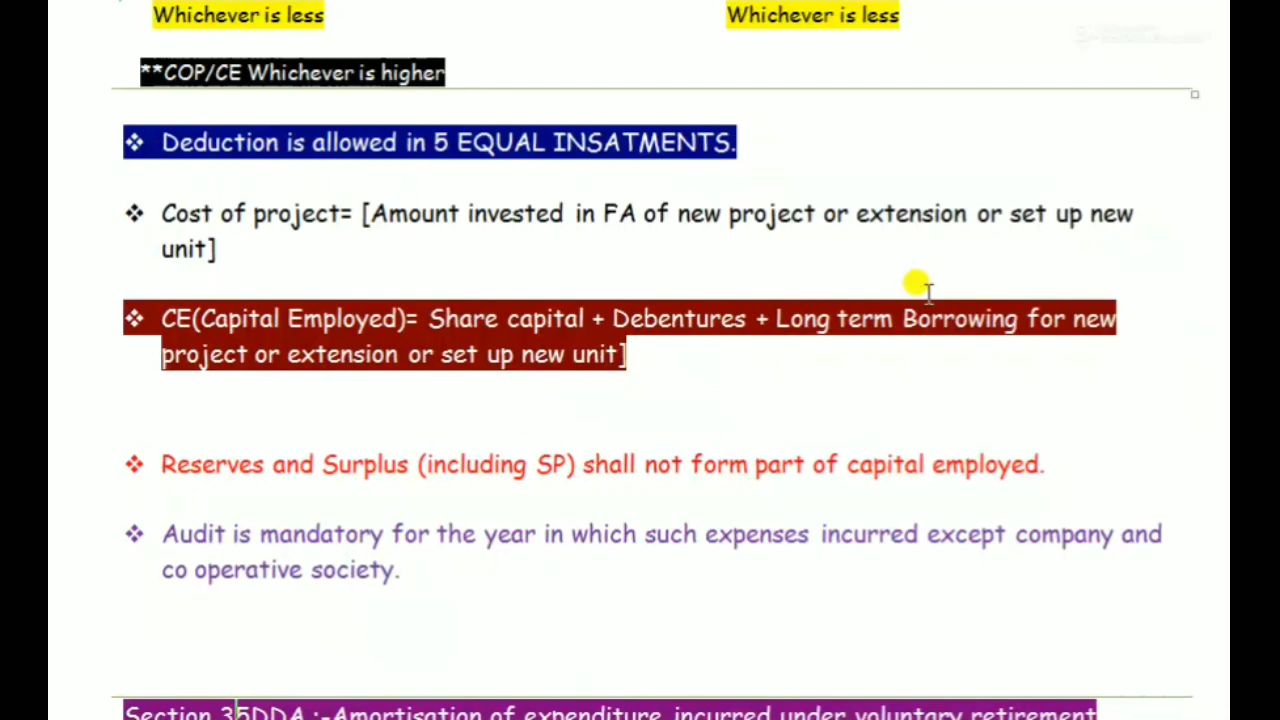 Whichever is less
Whichever is less
**COP/CE Whichever is higher
❖ Deduction is allowed in 5 EQUAL INSATMENTS.
❖ Cost of project= [Amount invested in FA of new project or extension or set up new
unit]
❖ CE(Capital Employed)= Share capital + Debentures + Long term Borrowing for new
project or extension or set up new unit]
❖ Reserves and Surplus (including SP) shall not form part of capital employed.
❖ Audit is mandatory for the year in which such expenses incurred except company and
co operative society.
Section 35DDA :-Amortisation of expenditure incurred under voluntary retirement